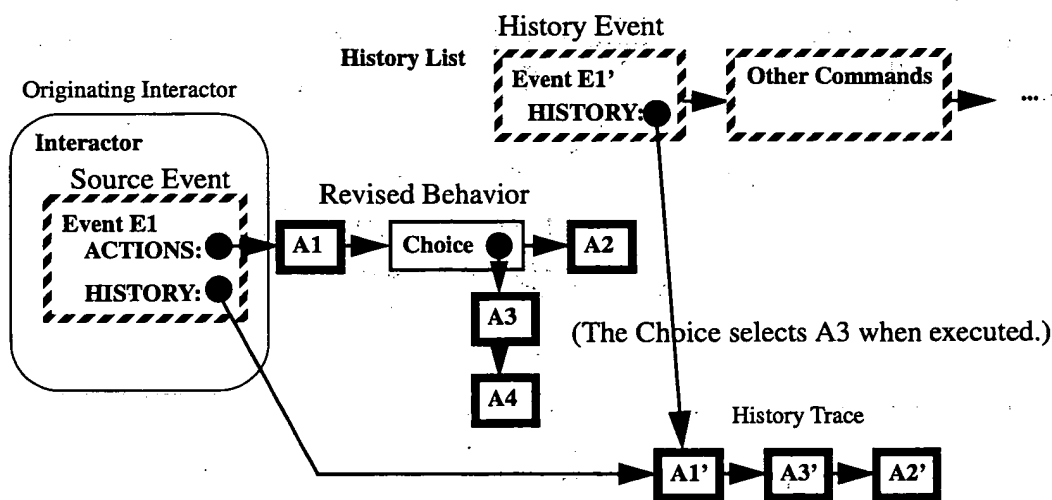 History Event
History List
Event E1'
HISTORY:
Other Commands
...
Originating Interactor
Interactor
Source Event
Event E1
ACTIONS:
HISTORY:
Revised Behavior
A1
Choice
A2
A3
(The Choice selects A3 when executed.)
A4
History Trace
A1'
A3'
A2'